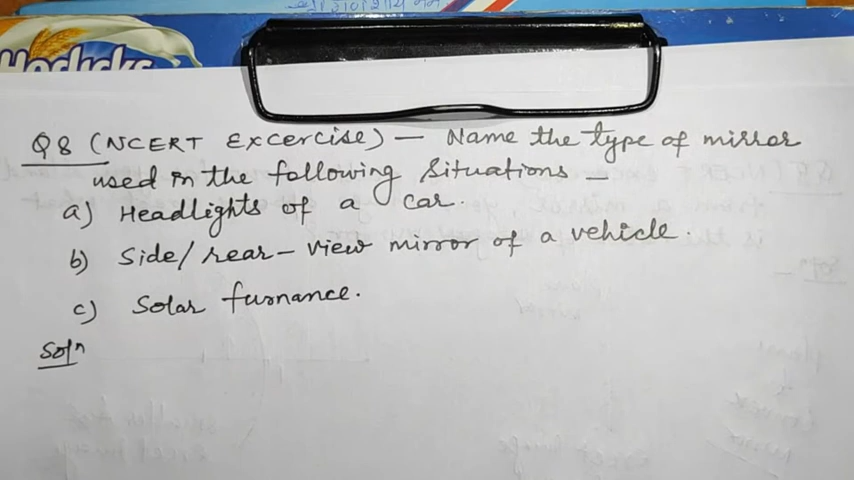 Horlicks
Q8 (NCERT EXCERCISE) — Name the type of mirror
used in the following situations —
a) Headlights of a car.
b) Side/rear-view mirror of a vehicle.
c) Solar furnance.
Solⁿ